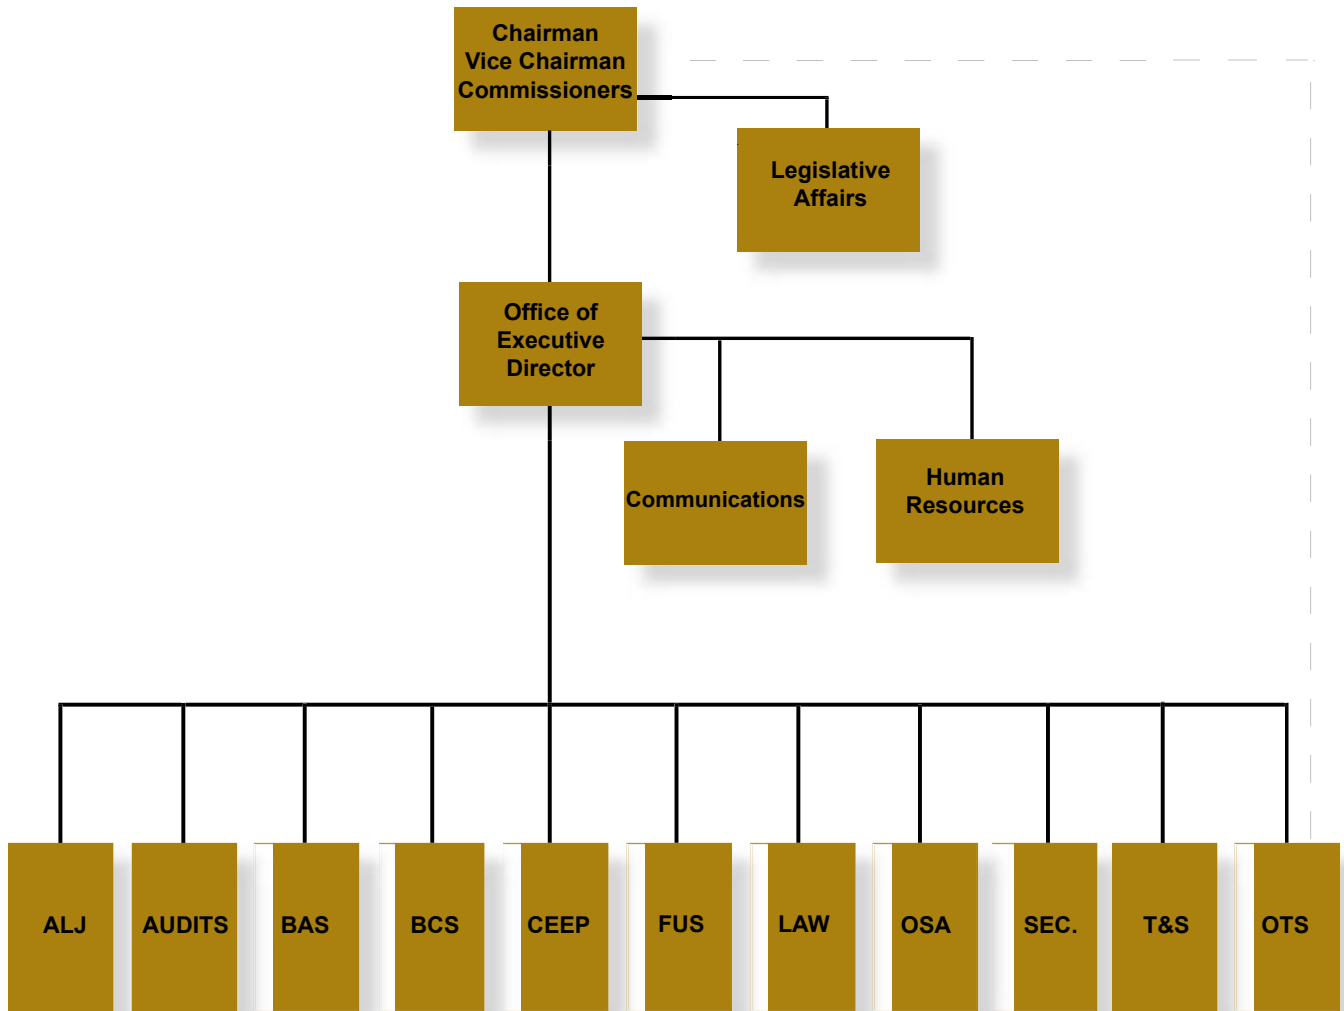 Chairman
Vice Chairman
Commissioners
Legislative
Affairs
Office of
Executive
Director
Communications
Human
Resources
ALJ
AUDITS
BAS
BCS
CEEP
FUS
LAW
OSA
SEC.
T&S
OTS